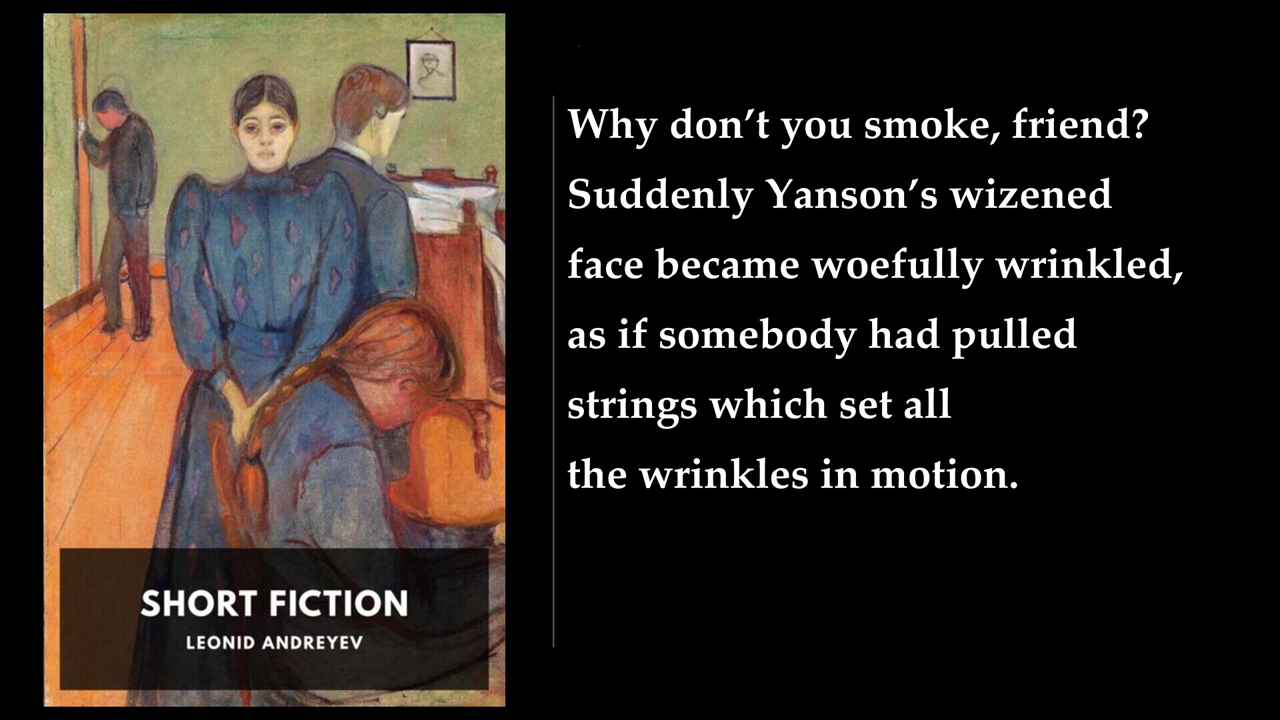 Why don’t you smoke, friend?
Suddenly Yanson’s wizened
face became woefully wrinkled,
as if somebody had pulled
strings which set all
the wrinkles in motion.
SHORT FICTION
LEONID ANDREYEV